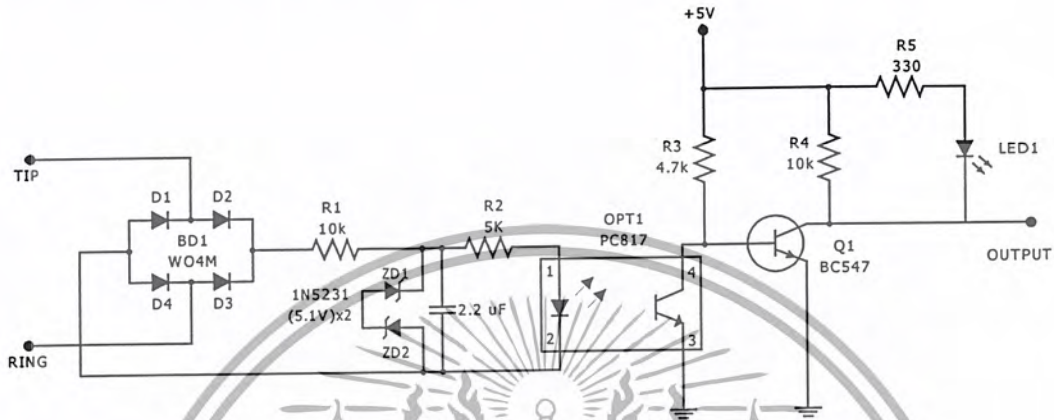 +5V
R5
330
R3
4.7k
R4
10k
LED1
TIP
D1
D2
BD1
WO4M
D4
D3
RING
R1
10k
R2
5K
OPT1
PC817
ZD1
1N5231
(5.1V)x2
ZD2
2.2 uF
1
2
4
3
Q1
BC547
OUTPUT